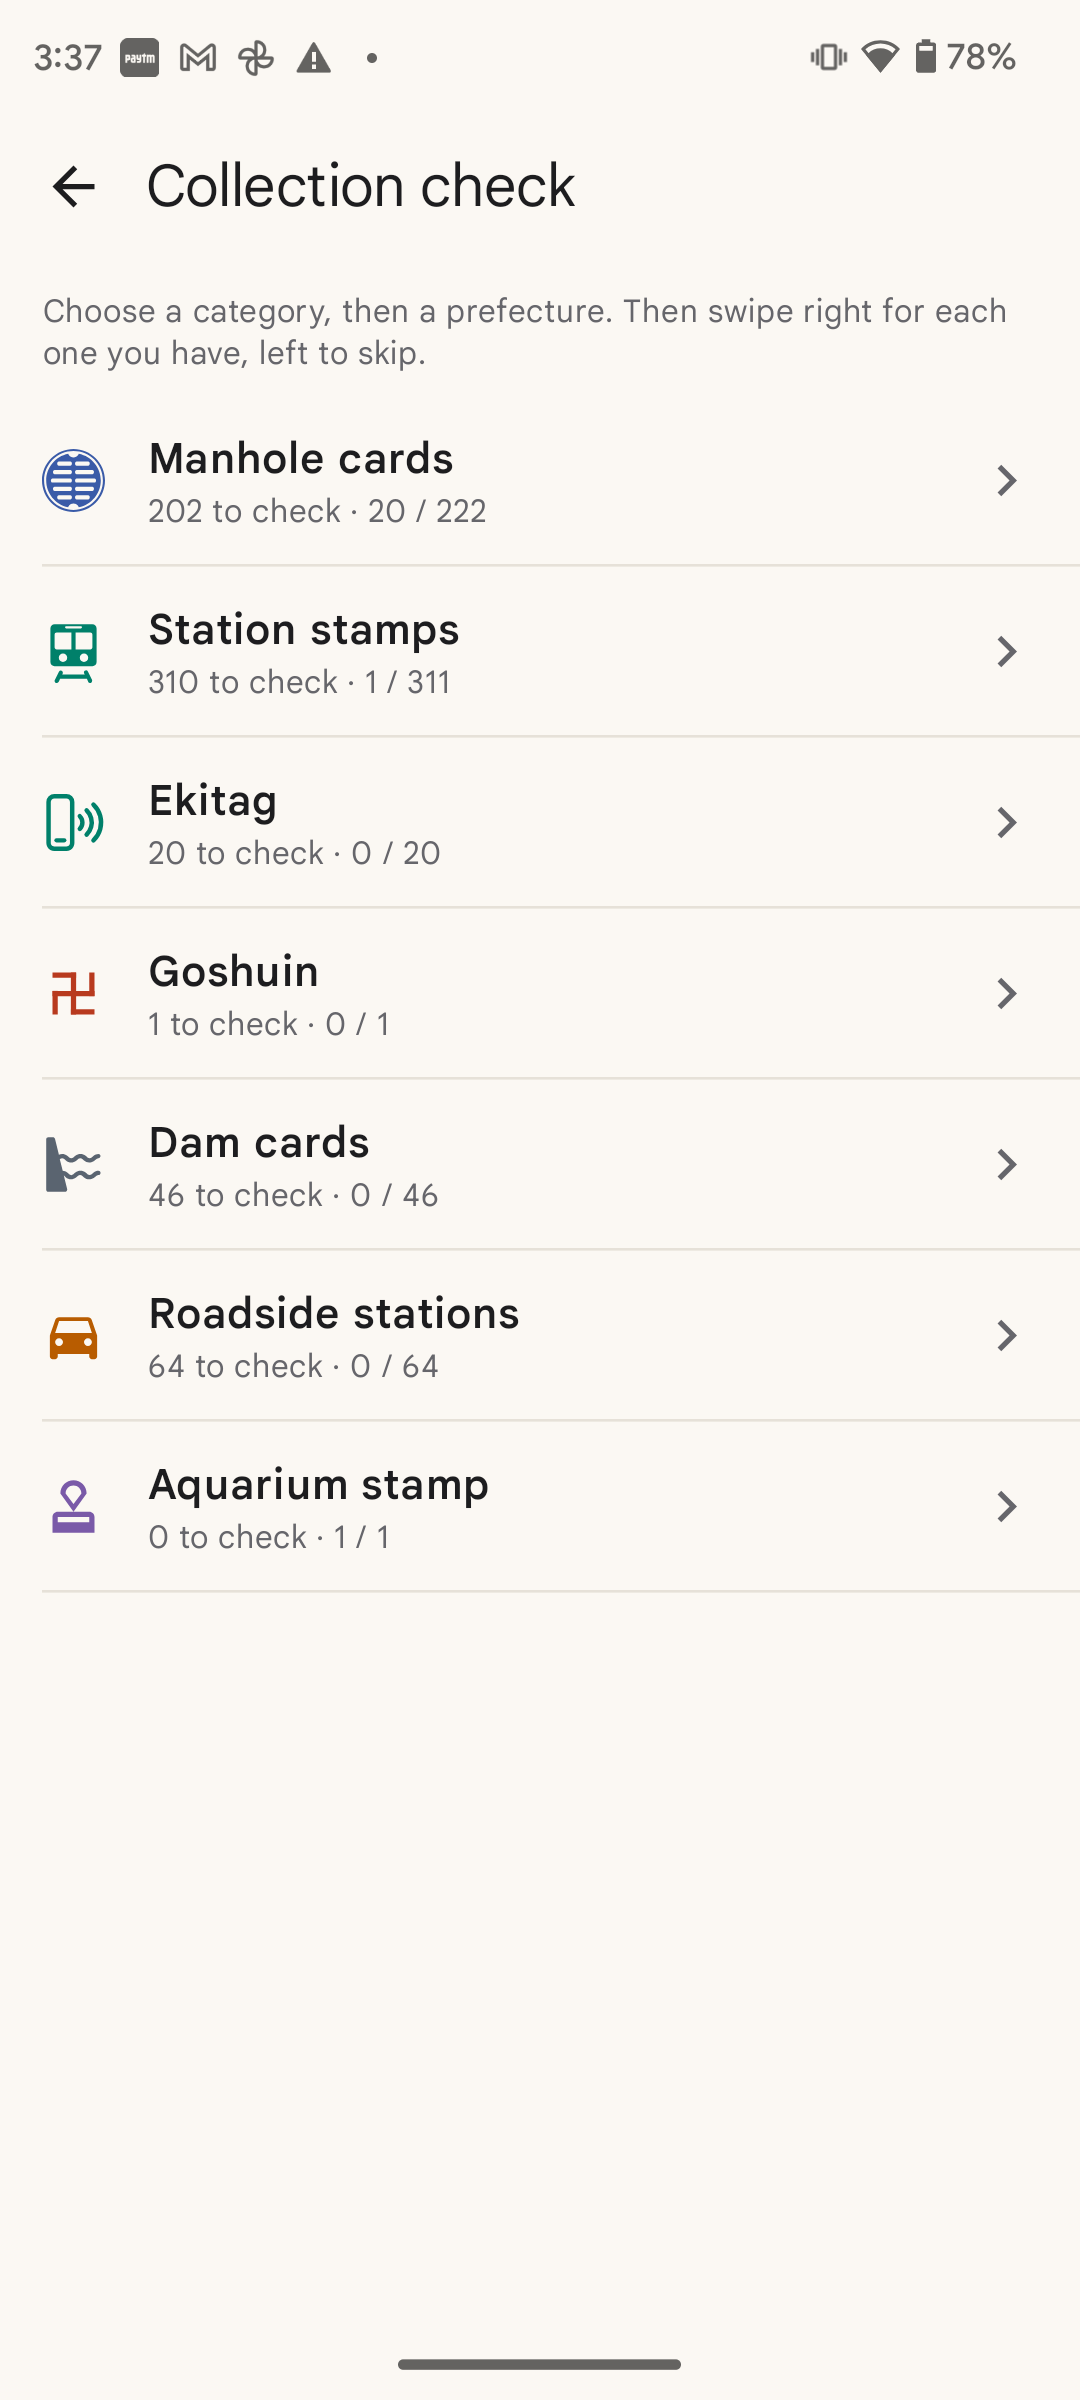 3:37 paytm 78%
Collection check
Choose a category, then a prefecture. Then swipe right for each
one you have, left to skip.
Manhole cards
202 to check · 20 / 222
Station stamps
310 to check · 1 / 311
Ekitag
20 to check · 0 / 20
Goshuin
1 to check · 0 / 1
Dam cards
46 to check · 0 / 46
Roadside stations
64 to check · 0 / 64
Aquarium stamp
0 to check · 1 / 1